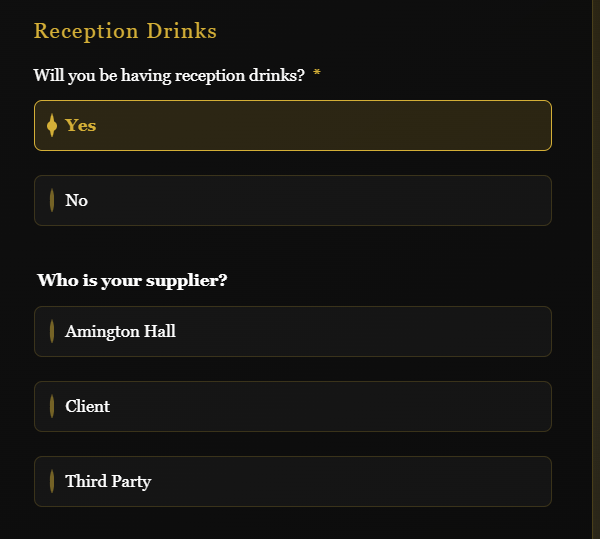 Reception Drinks
Will you be having reception drinks? *
Yes
No
Who is your supplier?
Amington Hall
Client
Third Party